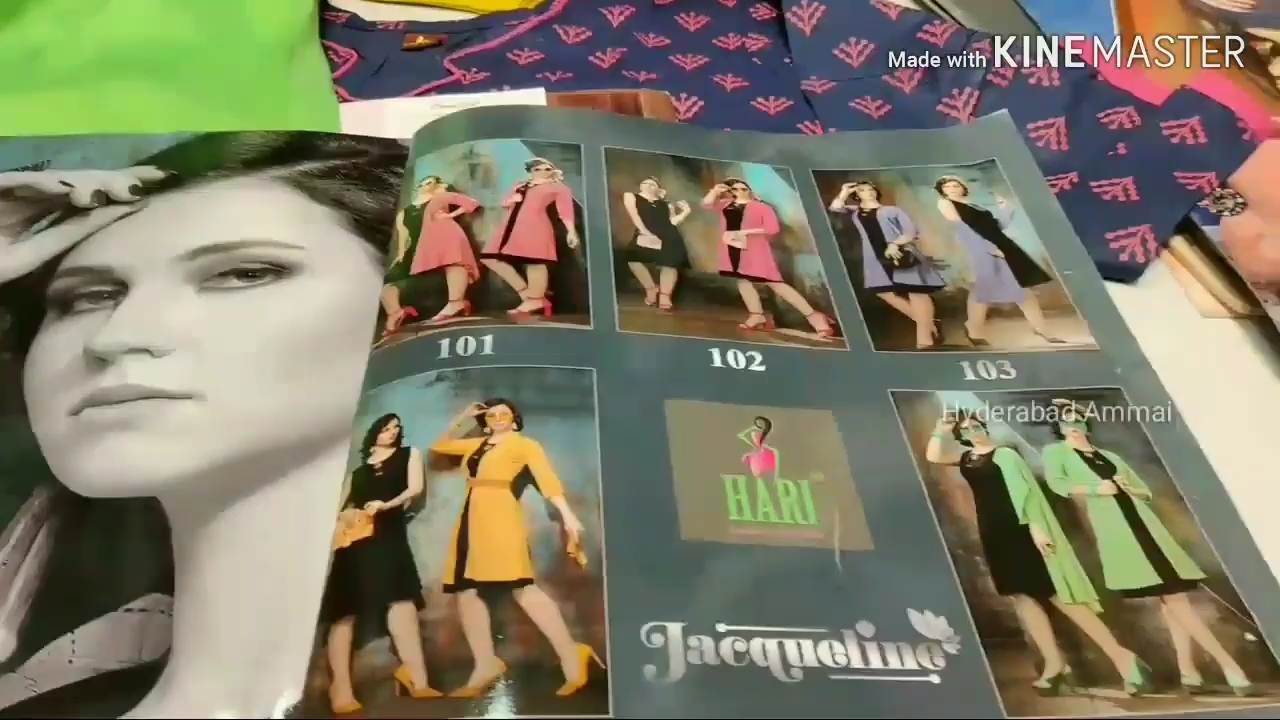 Made with KINEMASTER
101
102
103
Hyderabad Ammai
HARI
Jacqueline